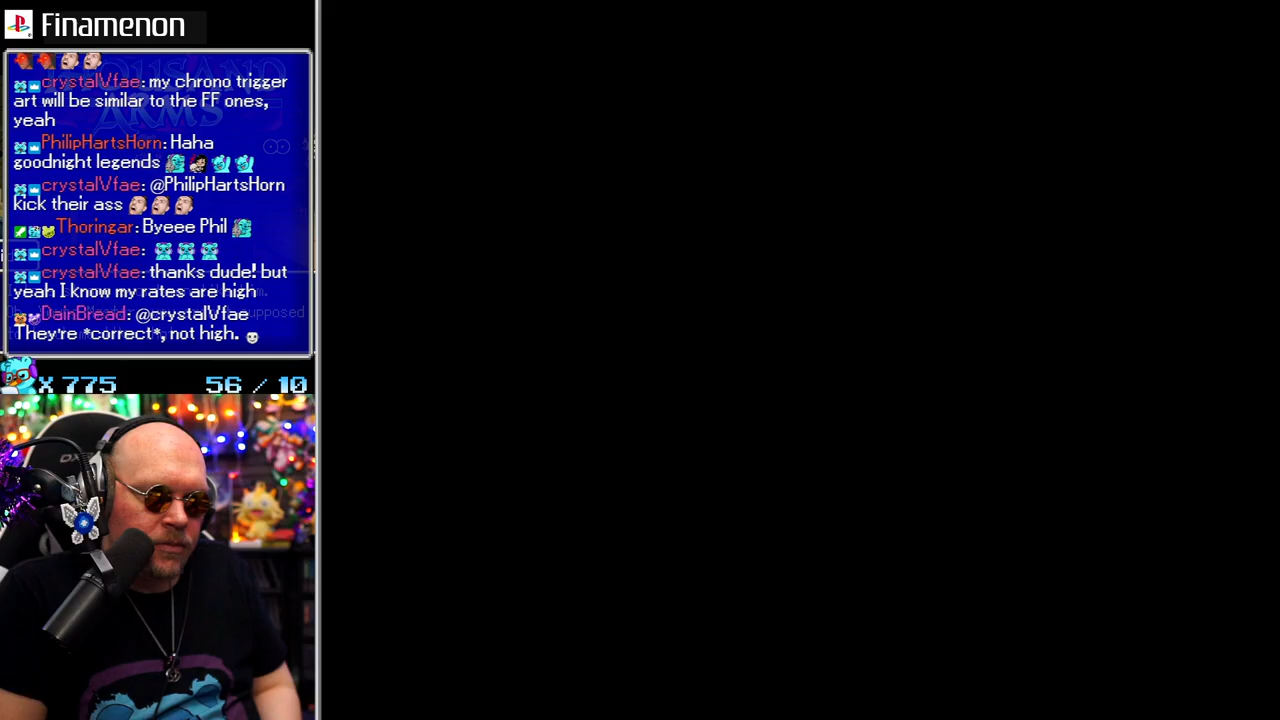 Finamenon
THOUSAND
ARMS
crystalVfae: my chrono trigger
art will be similar to the FF ones,
yeah
PhilipHartsHorn: Haha
goodnight legends
crystalVfae: @PhilipHartsHorn
kick their ass
Thoringar: Byeee Phil
crystalVfae:
crystalVfae: thanks dude! but
yeah I know my rates are high
DainBread: @crystalVfae
They're *correct*, not high.
X 775 56 / 10